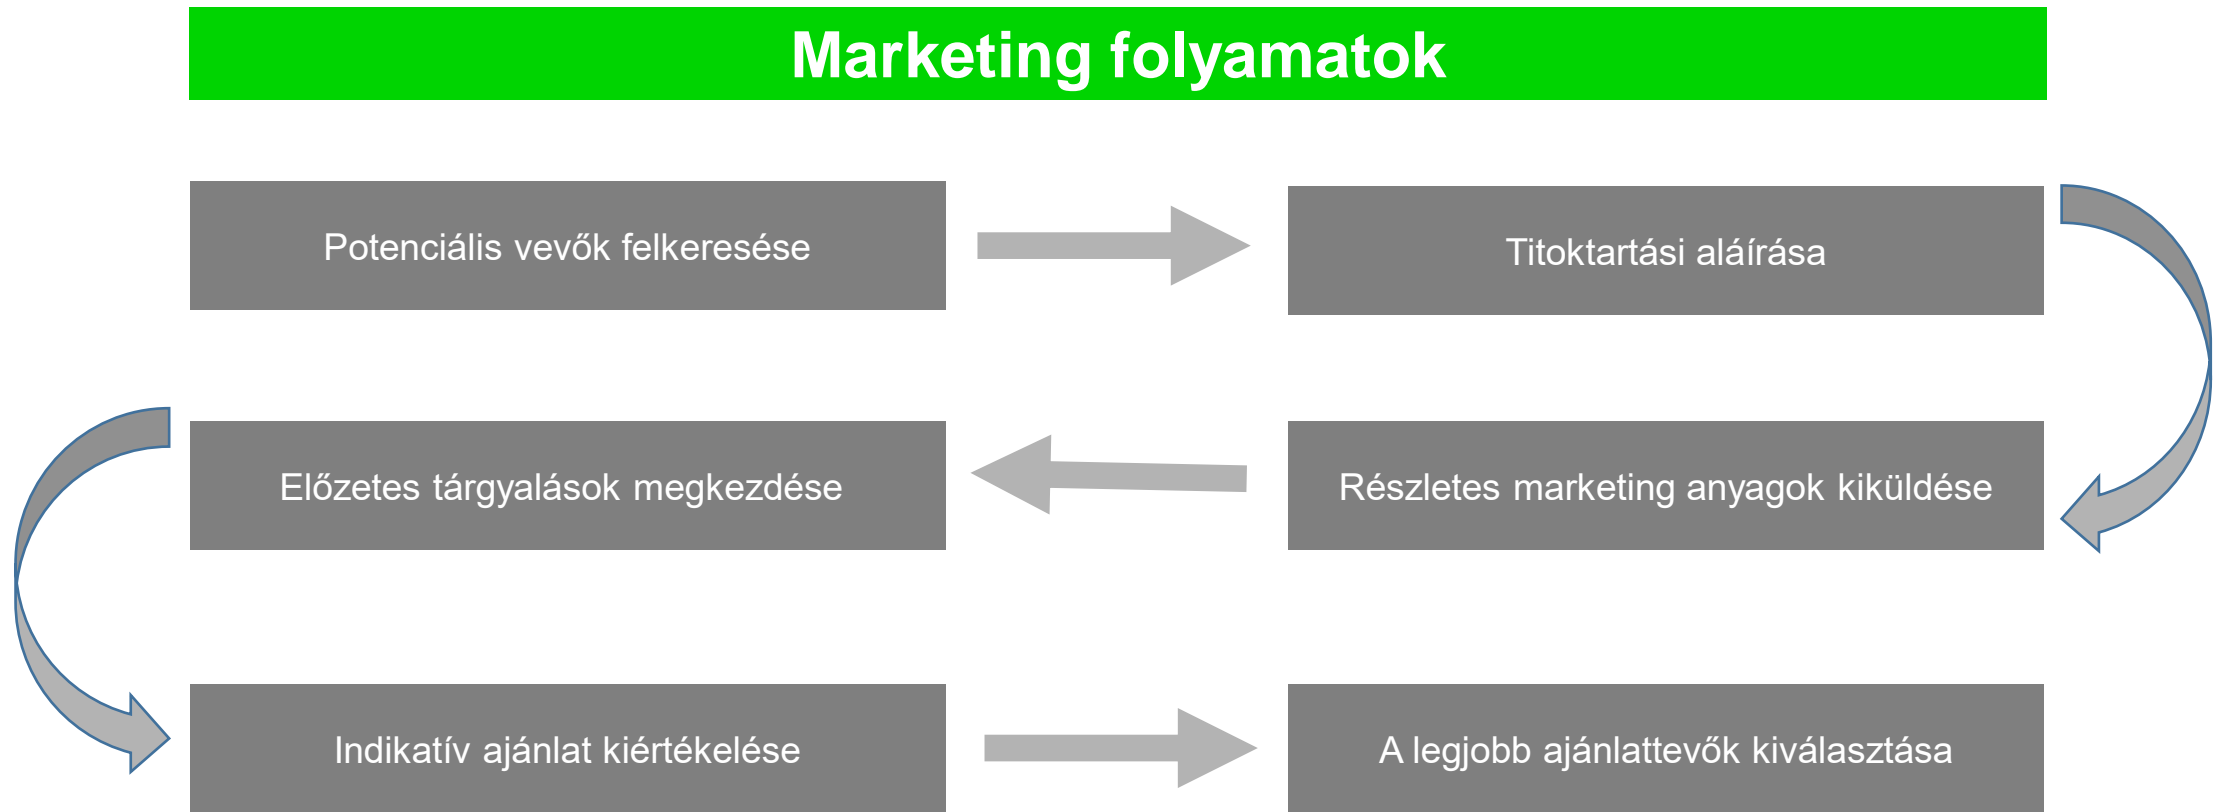 Marketing folyamatok
Potenciális vevők felkeresése
Titoktartási aláírása
Részletes marketing anyagok kiküldése
Előzetes tárgyalások megkezdése
Indikatív ajánlat kiértékelése
A legjobb ajánlattevők kiválasztása